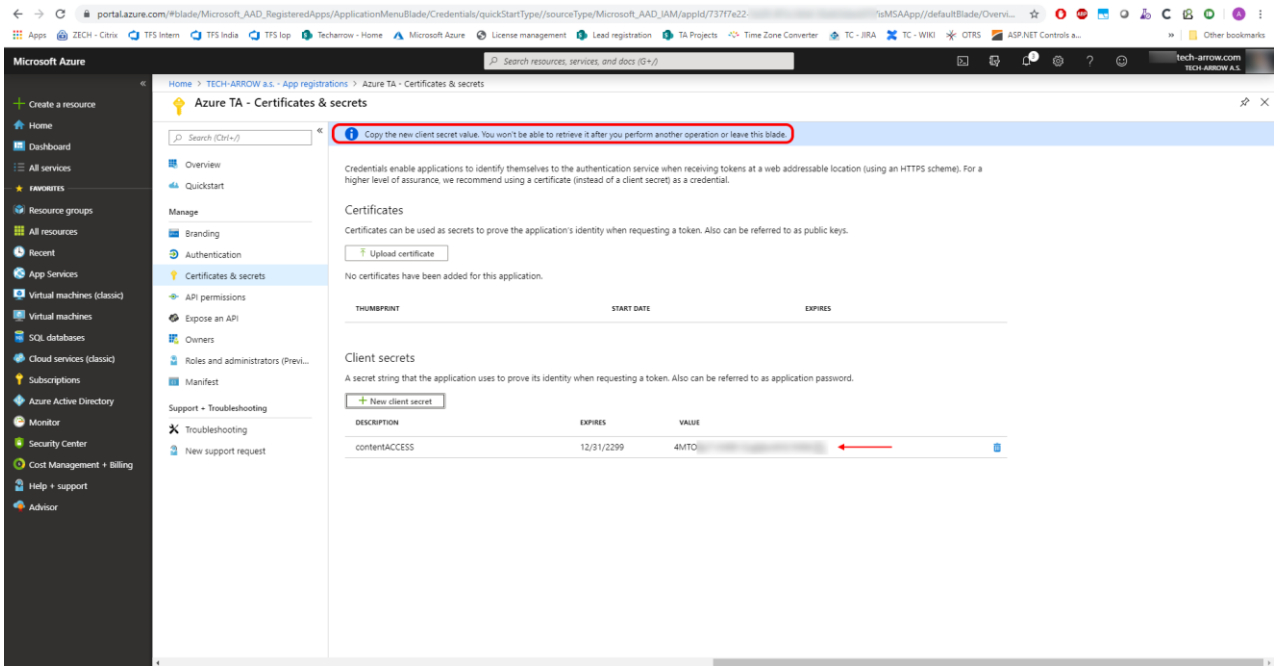 portal.azure.com/#blade/Microsoft_AAD_RegisteredApps/ApplicationMenuBlade/Credentials/quickStartType//sourceType/Microsoft_AAD_IAM/appId/737f7e22- 'isMSApp//defaultBlade/Overvi...
Apps ZECH - Citrix TFS Intern TFS India TFS Iop Techarrow - Home Microsoft Azure License management Lead registration TA Projects Time Zone Converter TC - JIRA TC - WIKI OTRS ASP.NET Controls a... » Other bookmarks
Microsoft Azure
Search resources, services, and docs (G+/)
tech-arrow.com
TECH-ARROW A.S.
Create a resource
Home
Dashboard
All services
FAVORITES
Resource groups
All resources
Recent
App Services
Virtual machines (classic)
Virtual machines
SQL databases
Cloud services (classic)
Subscriptions
Azure Active Directory
Monitor
Security Center
Cost Management + Billing
Help + support
Advisor
Home > TECH-ARROW a.s. - App registrations > Azure TA - Certificates & secrets
Azure TA - Certificates & secrets
Search (Ctrl+/)
Overview
Quickstart
Manage
Branding
Authentication
Certificates & secrets
API permissions
Expose an API
Owners
Roles and administrators (Previ...
Manifest
Support + Troubleshooting
Troubleshooting
New support request
Copy the new client secret value. You won't be able to retrieve it after you perform another operation or leave this blade.
Credentials enable applications to identify themselves to the authentication service when receiving tokens at a web addressable location (using an HTTPS scheme). For a
higher level of assurance, we recommend using a certificate (instead of a client secret) as a credential.
Certificates
Certificates can be used as secrets to prove the application's identity when requesting a token. Also can be referred to as public keys.
Upload certificate
No certificates have been added for this application.
THUMBPRINT START DATE EXPIRES
Client secrets
A secret string that the application uses to prove its identity when requesting a token. Also can be referred to as application password.
New client secret
DESCRIPTION EXPIRES VALUE
contentACCESS 12/31/2299 4MTO